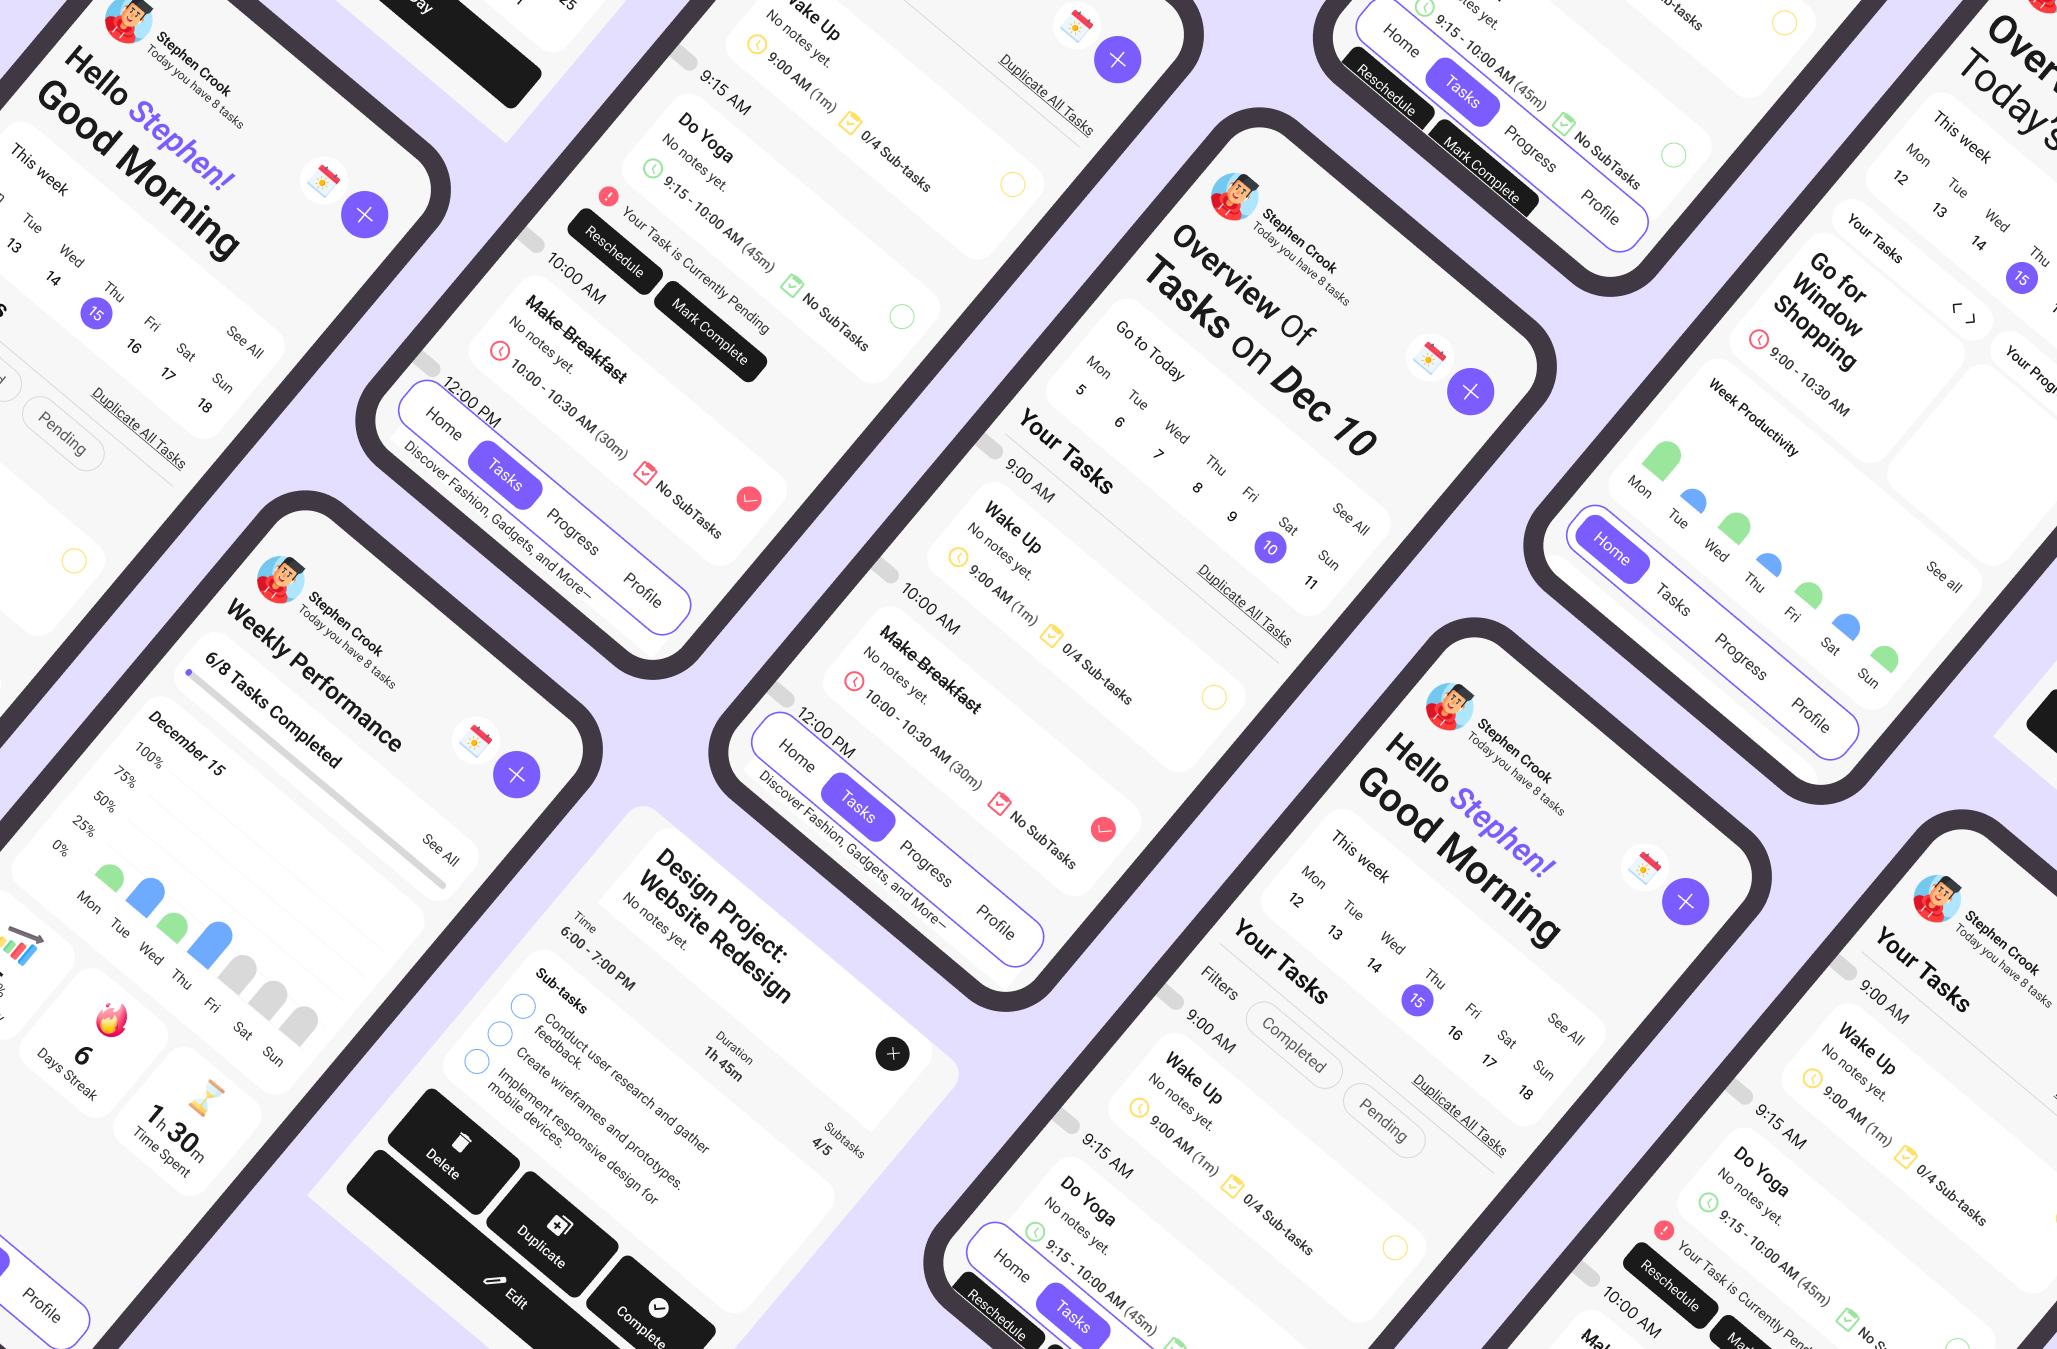 Stephen Crook
Today you have 8 tasks
Hello Stephen!
Good Morning
This week
Tue
Wed
Thu
Fri
Sat
Sun
See All
13
14
15
16
17
18
Duplicate All Tasks
Pending
25
Duplicate All Tasks
Wake Up
No notes yet.
9:00 AM (1m)
0/4 Sub-tasks
9:15 AM
Do Yoga
No notes yet.
9:15 - 10:00 AM (45m)
No SubTasks
Your Task is Currently Pending
Reschedule
Mark Complete
10:00 AM
Make Breakfast
No notes yet.
10:00 - 10:30 AM (30m)
No SubTasks
12:00 PM
Home
Tasks
Progress
Profile
Discover Fashion, Gadgets, and More—
Sub-tasks
9:15 - 10:00 AM (45m)
No SubTasks
Reschedule
Mark Complete
Home
Tasks
Progress
Profile
Stephen Crook
Today you have 8 tasks
Overview Of
Tasks on Dec 10
Go to Today
See All
Mon
Tue
Wed
Thu
Fri
Sat
Sun
5
6
7
8
9
10
11
Your Tasks
Duplicate All Tasks
9:00 AM
Wake Up
No notes yet.
9:00 AM (1m)
0/4 Sub-tasks
10:00 AM
Make Breakfast
No notes yet.
10:00 - 10:30 AM (30m)
No SubTasks
12:00 PM
Home
Tasks
Progress
Profile
Discover Fashion, Gadgets, and More—
Today's
This week
Mon
Tue
Wed
Thu
12
13
14
15
Your Tasks
Go for
Window
Shopping
9:00 - 10:30 AM
Your
Week Productivity
See all
Mon
Tue
Wed
Thu
Fri
Sat
Sun
Home
Tasks
Progress
Profile
Stephen Crook
Today you have 8 tasks
Weekly Performance
6/8 Tasks Completed
See All
December 15
100%
75%
50%
25%
0%
Mon
Tue
Wed
Thu
Fri
Sat
Sun
6
Days Streak
1h 30m
Time Spent
Profile
Design Project:
Website Redesign
No notes yet.
Time
6:00 - 7:00 PM
Duration
1h 45m
Subtasks
4/5
Sub-tasks
Conduct user research and gather
feedback.
Create wireframes and prototypes.
Implement responsive design for
mobile devices.
Delete
Duplicate
Complete
Edit
Stephen Crook
Today you have 8 tasks
Hello Stephen!
Good Morning
This week
See All
Mon
Tue
Wed
Thu
Fri
Sat
Sun
12
13
14
15
16
17
18
Your Tasks
Duplicate All Tasks
Filters
Completed
Pending
9:00 AM
Wake Up
No notes yet.
9:00 AM (1m)
0/4 Sub-tasks
9:15 AM
Do Yoga
No notes yet.
9:15 - 10:00 AM (45m)
Home
Tasks
Reschedule
Stephen Crook
Today you have 8 tasks
Your Tasks
9:00 AM
Wake Up
No notes yet.
9:00 AM (1m)
0/4 Sub-tasks
9:15 AM
Do Yoga
No notes yet.
9:15 - 10:00 AM (45m)
No
Your Task is Currently
Reschedule
10:00 AM